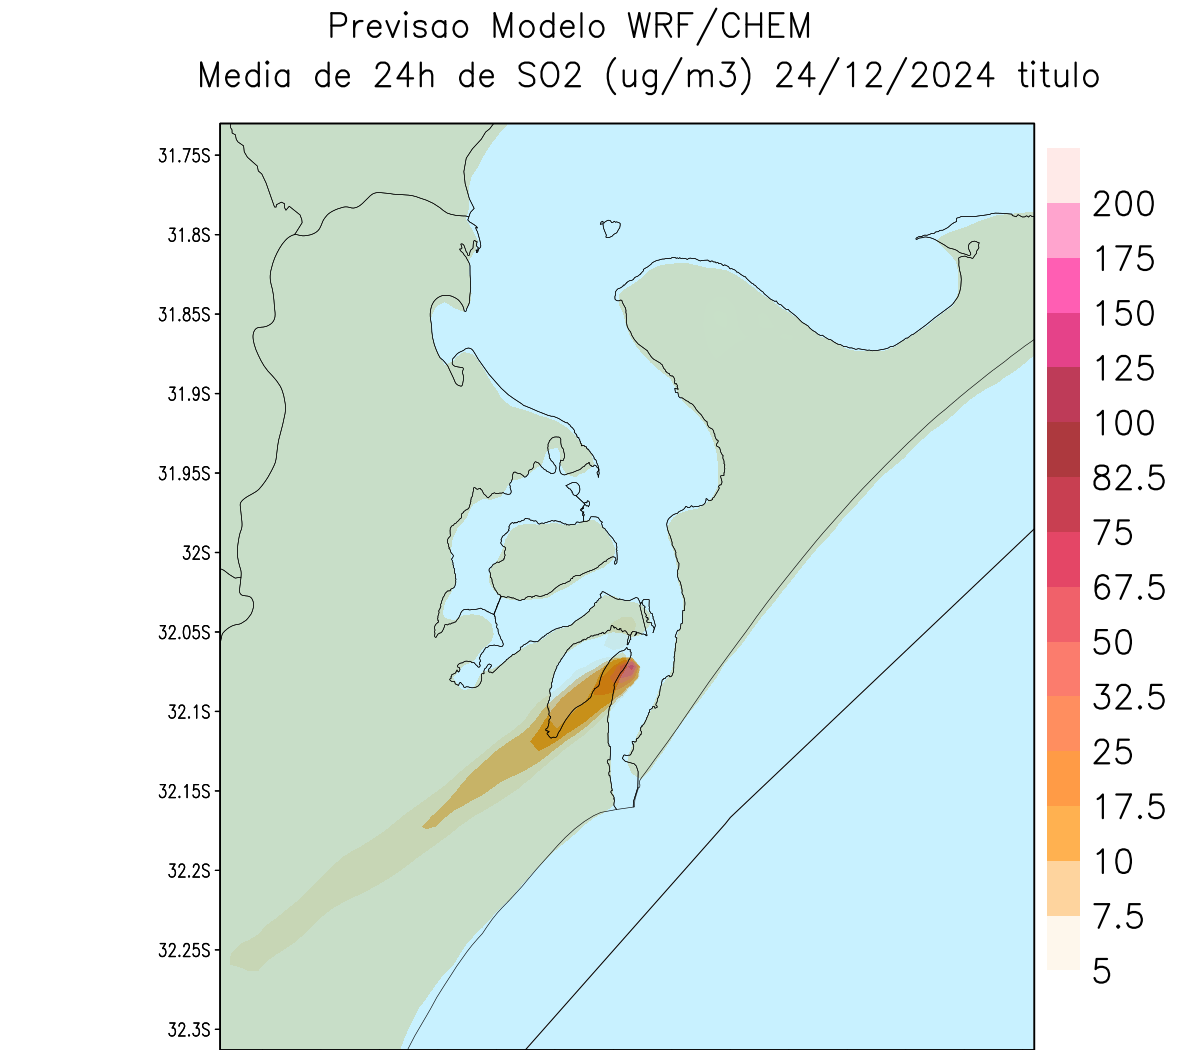 Previsao Modelo WRF/CHEM
Media de 24h de SO2 (ug/m3) 24/12/2024 titulo
31.75S
31.8S
31.85S
31.9S
31.95S
32S
32.05S
32.1S
32.15S
32.2S
32.25S
32.3S
200
175
150
125
100
82.5
75
67.5
50
32.5
25
17.5
10
7.5
5